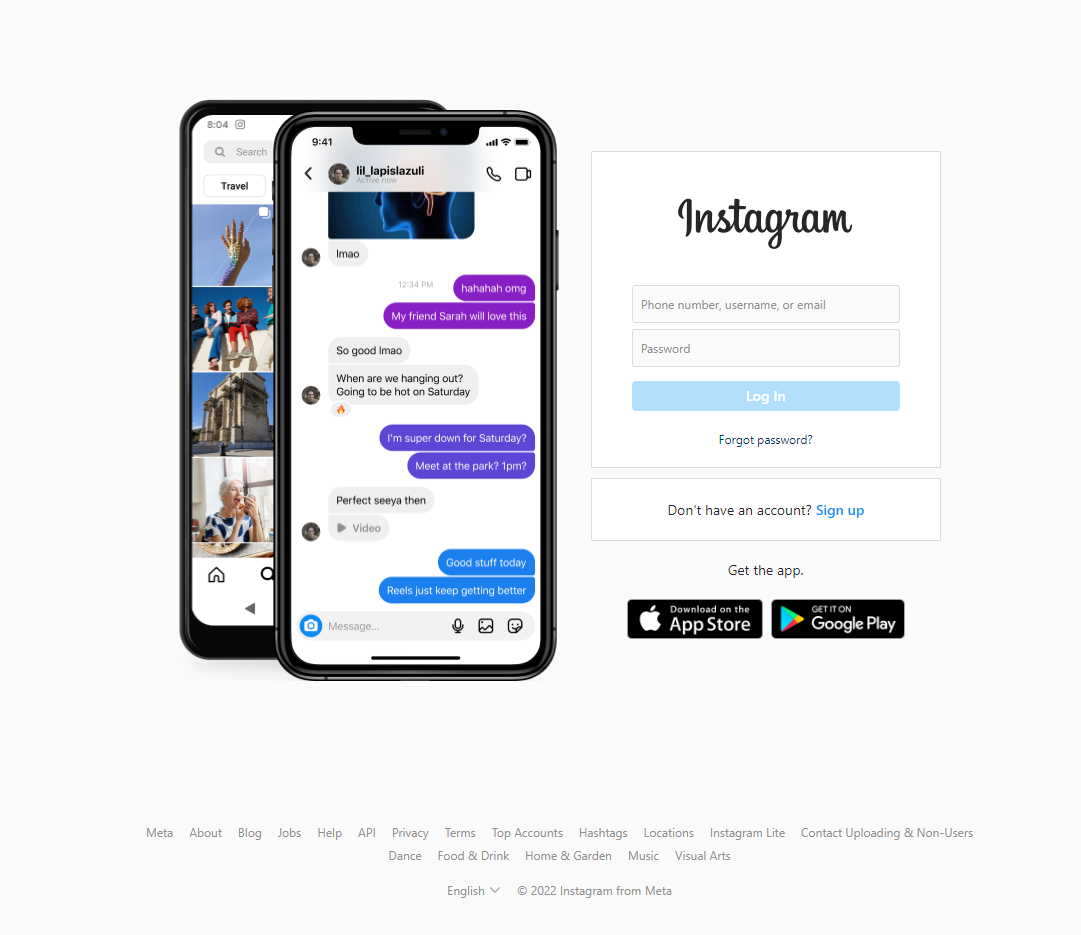 8:04
Search
Travel
9:41
lil_lapislazuli
Active now
lmao
12:34 PM
hahahah omg
My friend Sarah will love this
So good lmao
When are we hanging out?
Going to be hot on Saturday
I'm super down for Saturday?
Meet at the park? 1pm?
Perfect seeya then
Video
Good stuff today
Reels just keep getting better
Message...
Instagram
Phone number, username, or email
Password
Log In
Forgot password?
Don't have an account? Sign up
Get the app.
Download on the
App Store
GET IT ON
Google Play
Meta About Blog Jobs Help API Privacy Terms Top Accounts Hashtags Locations Instagram Lite Contact Uploading & Non-Users
Dance Food & Drink Home & Garden Music Visual Arts
English © 2022 Instagram from Meta